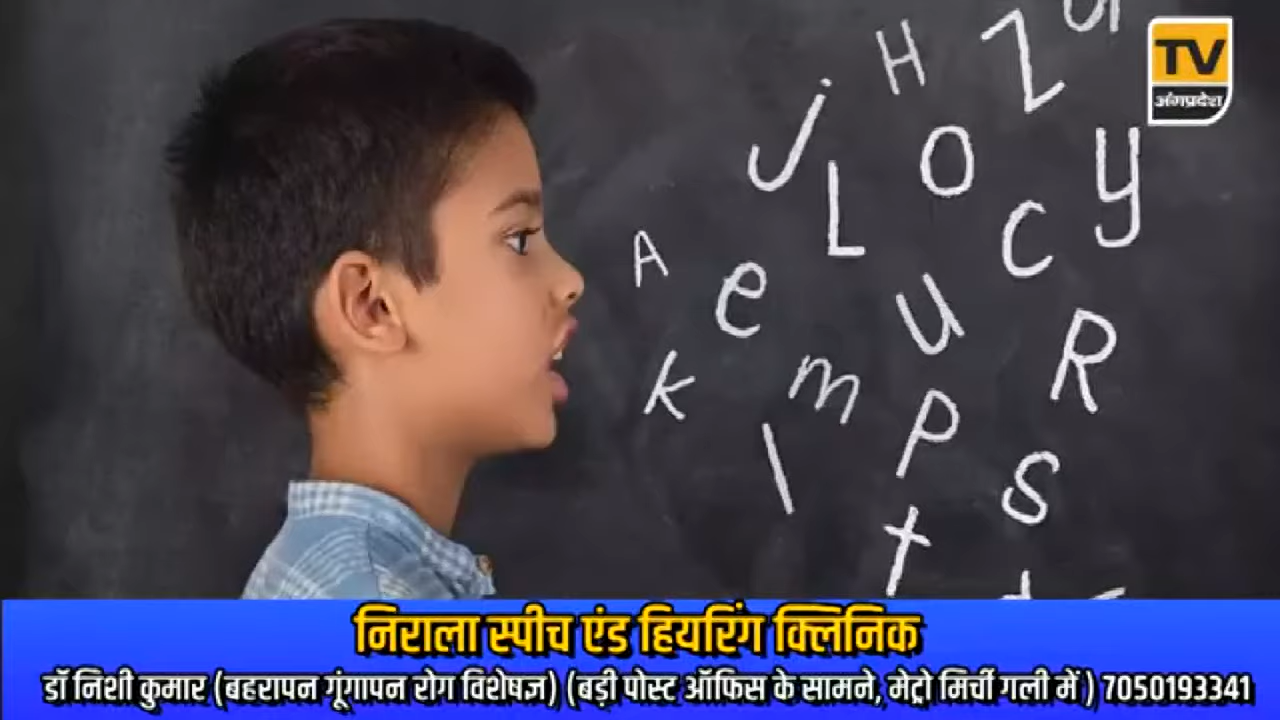 H
Z
J
O
y
L
C
A
e
u
R
k
m
P
l
S
t
TV
अंगप्रदेश
निराला स्पीच एंड हियरिंग क्लिनिक
डॉ निशी कुमार (बहरापन गूंगापन रोग विशेषज्ञ) (बड़ी पोस्ट ऑफिस के सामने, मेट्रो मिर्ची गली में ) 7050193341